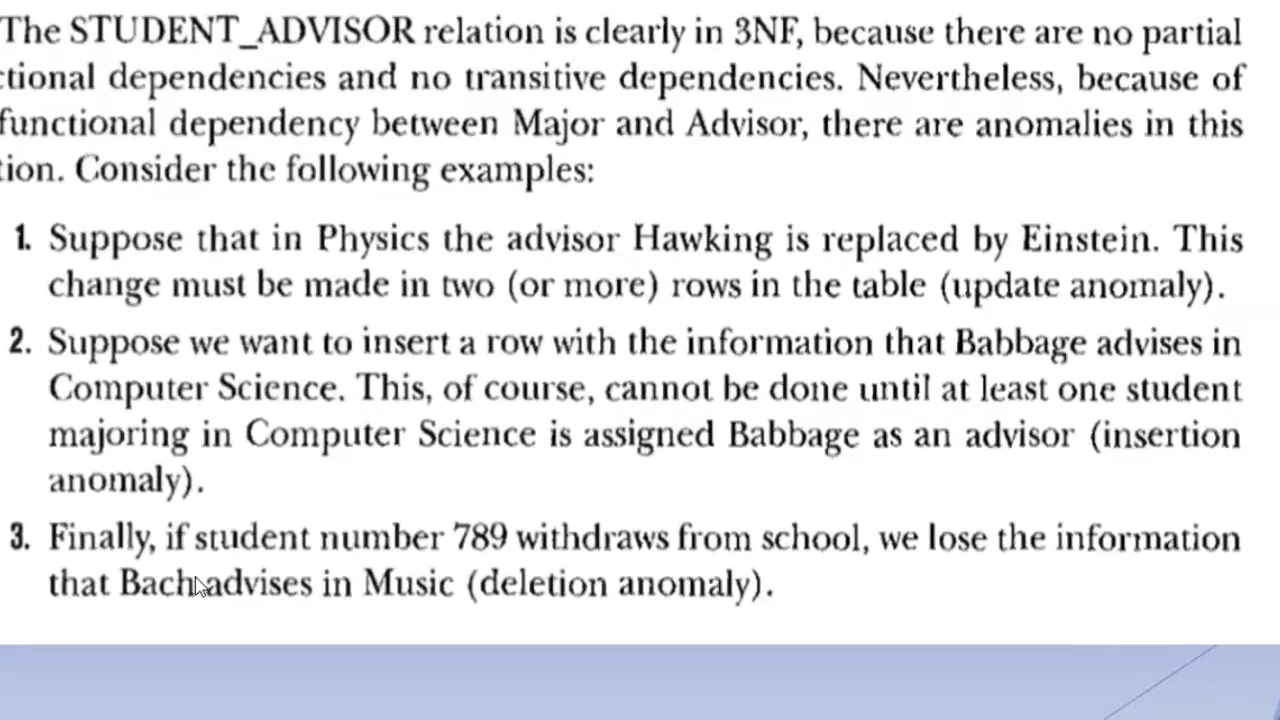 The STUDENT_ADVISOR relation is clearly in 3NF, because there are no partial
ctional dependencies and no transitive dependencies. Nevertheless, because of
functional dependency between Major and Advisor, there are anomalies in this
tion. Consider the following examples:
1. Suppose that in Physics the advisor Hawking is replaced by Einstein. This
change must be made in two (or more) rows in the table (update anomaly).
2. Suppose we want to insert a row with the information that Babbage advises in
Computer Science. This, of course, cannot be done until at least one student
majoring in Computer Science is assigned Babbage as an advisor (insertion
anomaly).
3. Finally, if student number 789 withdraws from school, we lose the information
that Bach advises in Music (deletion anomaly).